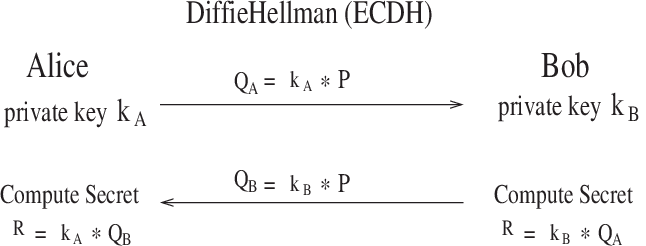 DiffieHellman (ECDH)
Alice
Bob
Q_A = k_A * P
private key k_A
private key k_B
Q_B = k_B * P
Compute Secret
Compute Secret
R = k_A * Q_B
R = k_B * Q_A